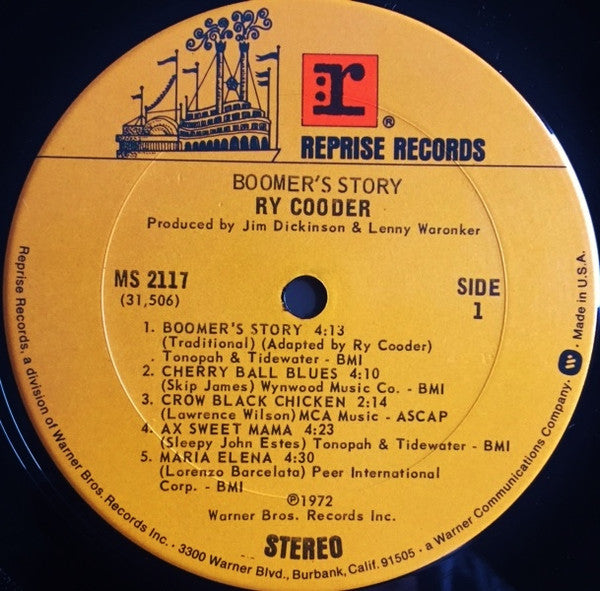 r
®
REPRISE RECORDS
BOOMER'S STORY
RY COODER
Produced by Jim Dickinson & Lenny Waronker
MS 2117
(31,506)
SIDE
1
1. BOOMER'S STORY 4:13
(Traditional) (Adapted by Ry Cooder)
Tonopah & Tidewater - BMI
2. CHERRY BALL BLUES 4:10
(Skip James) Wynwood Music Co. - BMI
3. CROW BLACK CHICKEN 2:14
(Lawrence Wilson) MCA Music - ASCAP
4. AX SWEET MAMA 4:23
(Sleepy John Estes) Tonopah & Tidewater - BMI
5. MARIA ELENA 4:30
(Lorenzo Barcelata) Peer International
Corp. - BMI
℗1972
Warner Bros. Records Inc.
STEREO
Reprise Records, a division of Warner Bros. Records Inc. · 3300 Warner Blvd., Burbank, Calif. 91505 · a Warner Communications Company · Made in U.S.A.